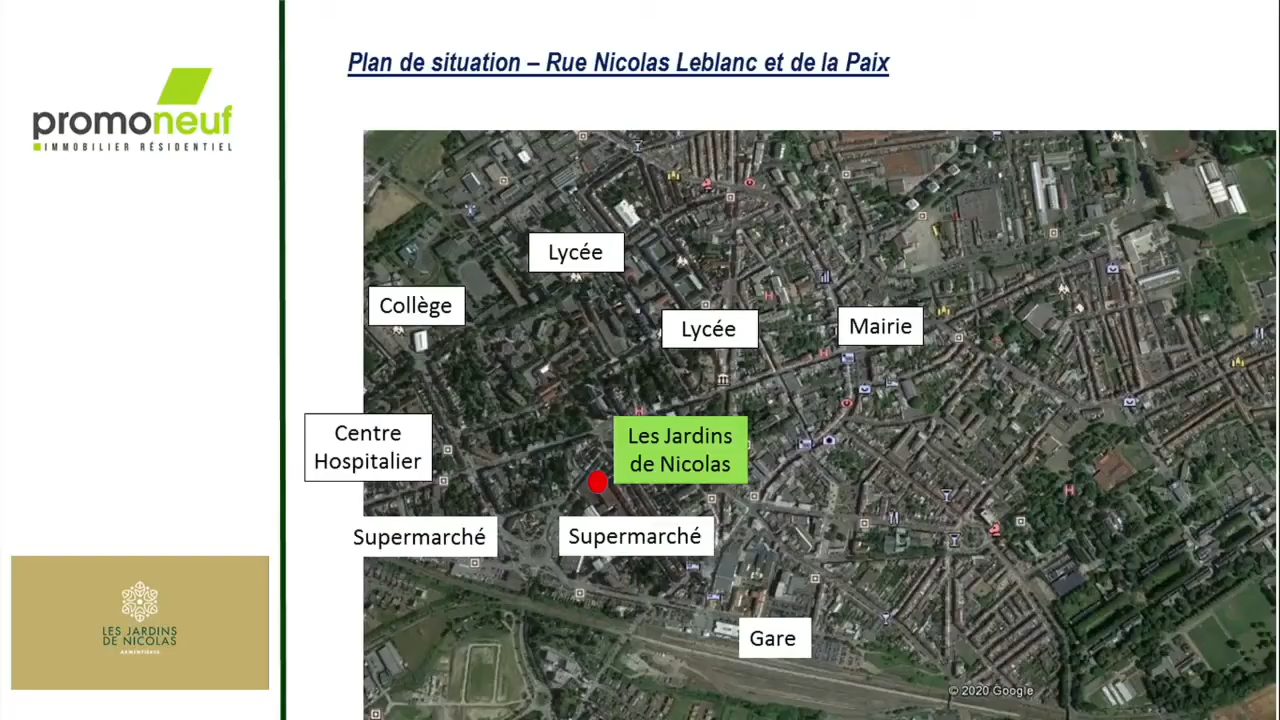 Plan de situation – Rue Nicolas Leblanc et de la Paix
promoneuf
IMMOBILIER RÉSIDENTIEL
Lycée
Collège
Lycée
Mairie
Centre
Hospitalier
Les Jardins
de Nicolas
Supermarché
Supermarché
Gare
LES JARDINS
DE NICOLAS
ARMENTIÈRES
© 2020 Google